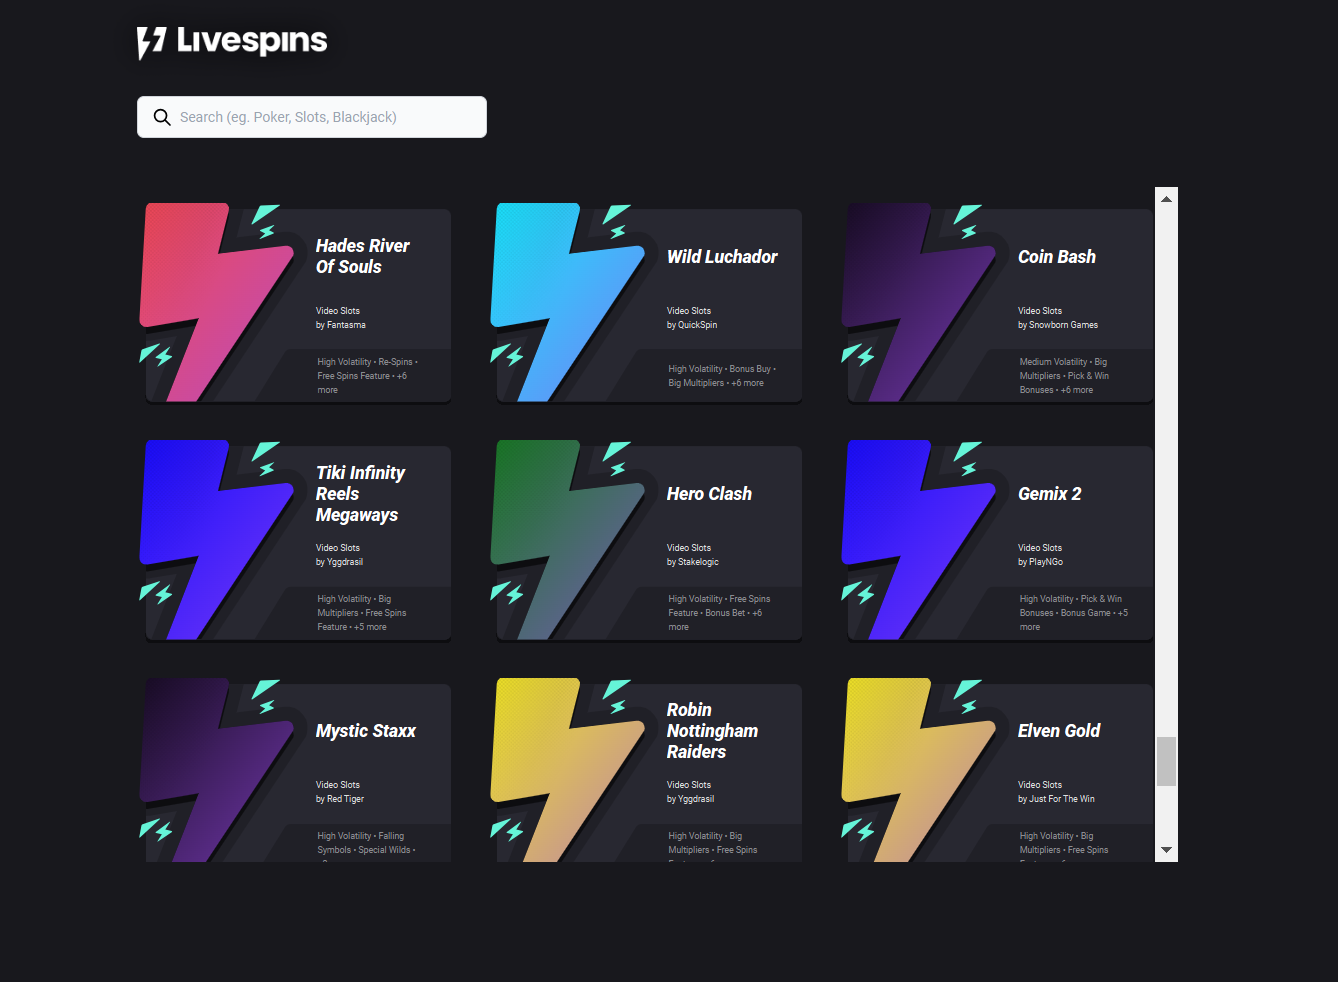 Livespins
Search (eg. Poker, Slots, Blackjack)
Hades River
Of Souls
Video Slots
by Fantasma
High Volatility • Re-Spins •
Free Spins Feature • +6
more
Wild Luchador
Video Slots
by QuickSpin
High Volatility • Bonus Buy •
Big Multipliers • +6 more
Coin Bash
Video Slots
by Snowborn Games
Medium Volatility • Big
Multipliers • Pick & Win
Bonuses • +6 more
Tiki Infinity
Reels
Megaways
Video Slots
by Yggdrasil
High Volatility • Big
Multipliers • Free Spins
Feature • +5 more
Hero Clash
Video Slots
by Stakelogic
High Volatility • Free Spins
Feature • Bonus Bet • +6
more
Gemix 2
Video Slots
by PlayNGo
High Volatility • Pick & Win
Bonuses • Bonus Game • +5
more
Mystic Staxx
Video Slots
by Red Tiger
High Volatility • Falling
Symbols • Special Wilds •
Robin
Nottingham
Raiders
Video Slots
by Yggdrasil
High Volatility • Big
Multipliers • Free Spins
Elven Gold
Video Slots
by Just For The Win
High Volatility • Big
Multipliers • Free Spins